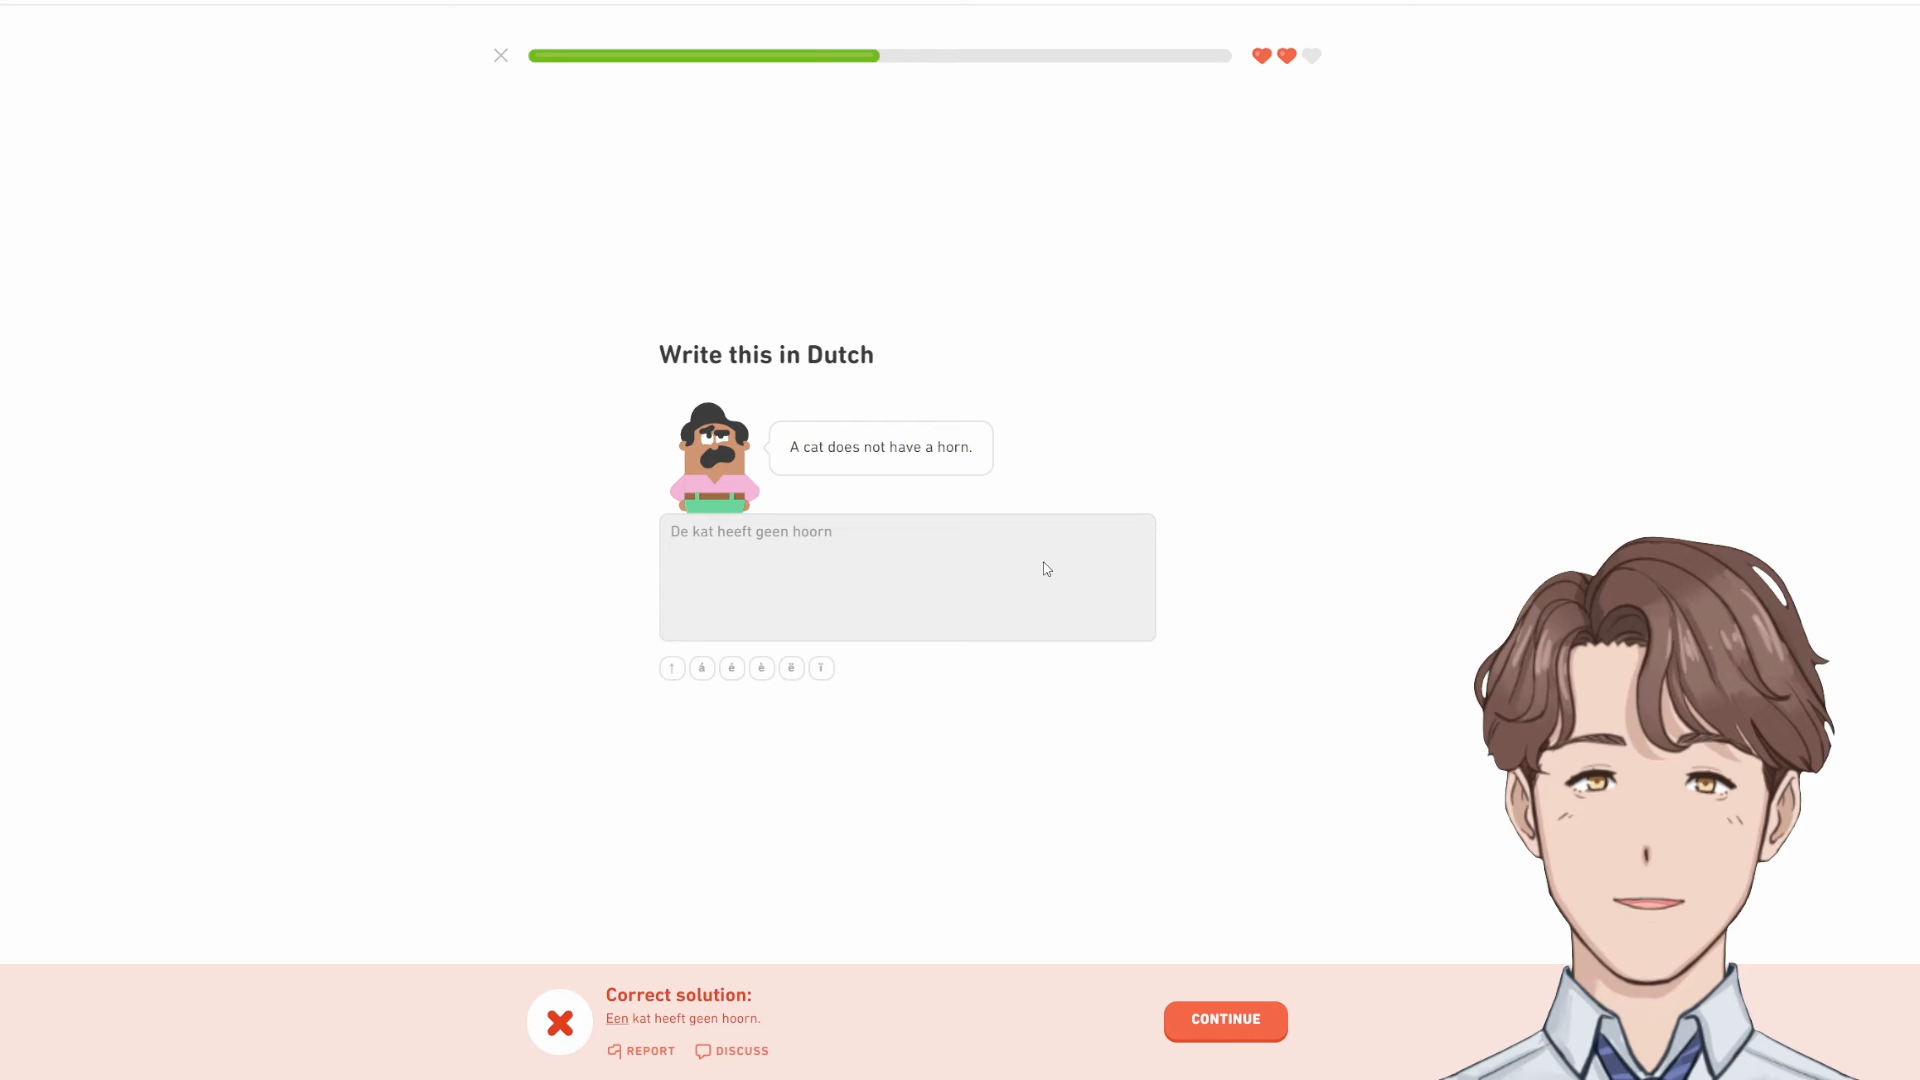 Write this in Dutch
A cat does not have a horn.
De kat heeft geen hoorn
↑ á é è ë ï
Correct solution:
Een kat heeft geen hoorn.
REPORT DISCUSS
CONTINUE